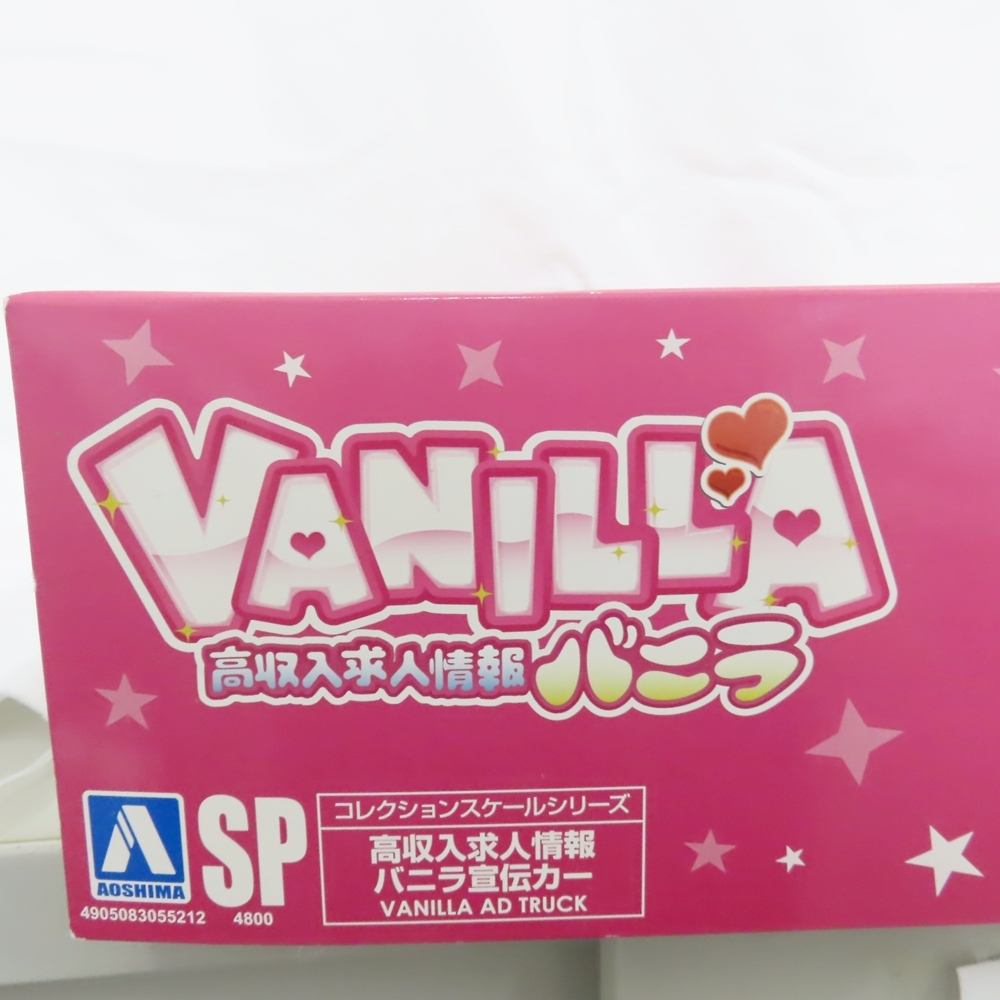 VANILLA
高収入求人情報 バニラ
AOSHIMA
SP
4905083055212 4800
コレクションスケールシリーズ
高収入求人情報
バニラ宣伝カー
VANILLA AD TRUCK